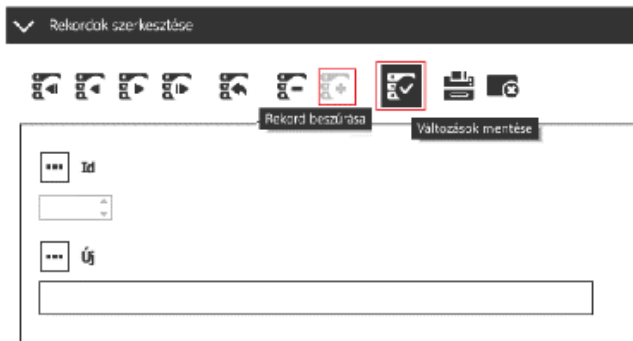 Rekordok szerkesztése
Rekord beszúrása
Változások mentése
Id
Új